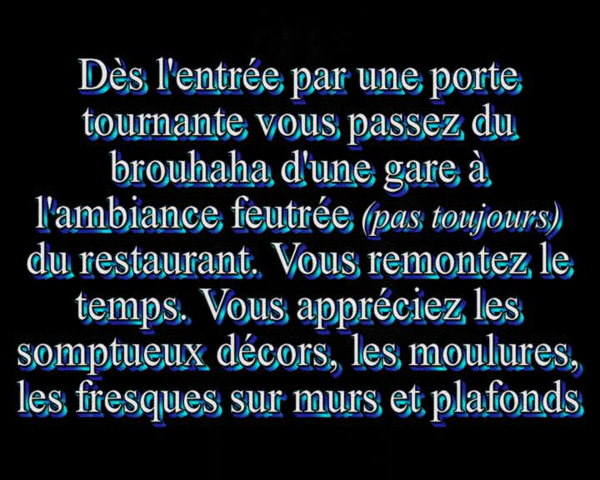 Dès l'entrée par une porte
tournante vous passez du
brouhaha d'une gare à
l'ambiance feutrée (pas toujours)
du restaurant. Vous remontez le
temps. Vous appréciez les
somptueux décors, les moulures,
les fresques sur murs et plafonds